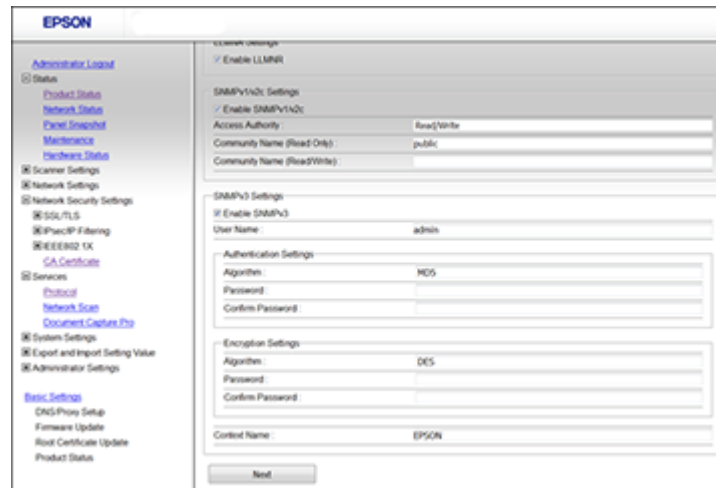 EPSON
Administrator Logout
Status
Product Status
Network Status
Panel Snapshot
Maintenance
Hardware Status
Scanner Settings
Network Settings
Network Security Settings
SSL/TLS
IPsec/IP Filtering
IEEE802.1X
CA Certificate
Services
Protocol
Network Scan
Document Capture Pro
System Settings
Export and Import Setting Value
Administrator Settings
Basic Settings
DNS/Proxy Setup
Firmware Update
Root Certificate Update
Product Status
LLMNR Settings
Enable LLMNR
SNMPv1/v2c Settings
Enable SNMPv1/v2c
Access Authority : Read/Write
Community Name (Read Only) : public
Community Name (Read/Write) :
SNMPv3 Settings
Enable SNMPv3
User Name : admin
Authentication Settings
Algorithm : MD5
Password :
Confirm Password :
Encryption Settings
Algorithm : DES
Password :
Confirm Password :
Context Name : EPSON
Next